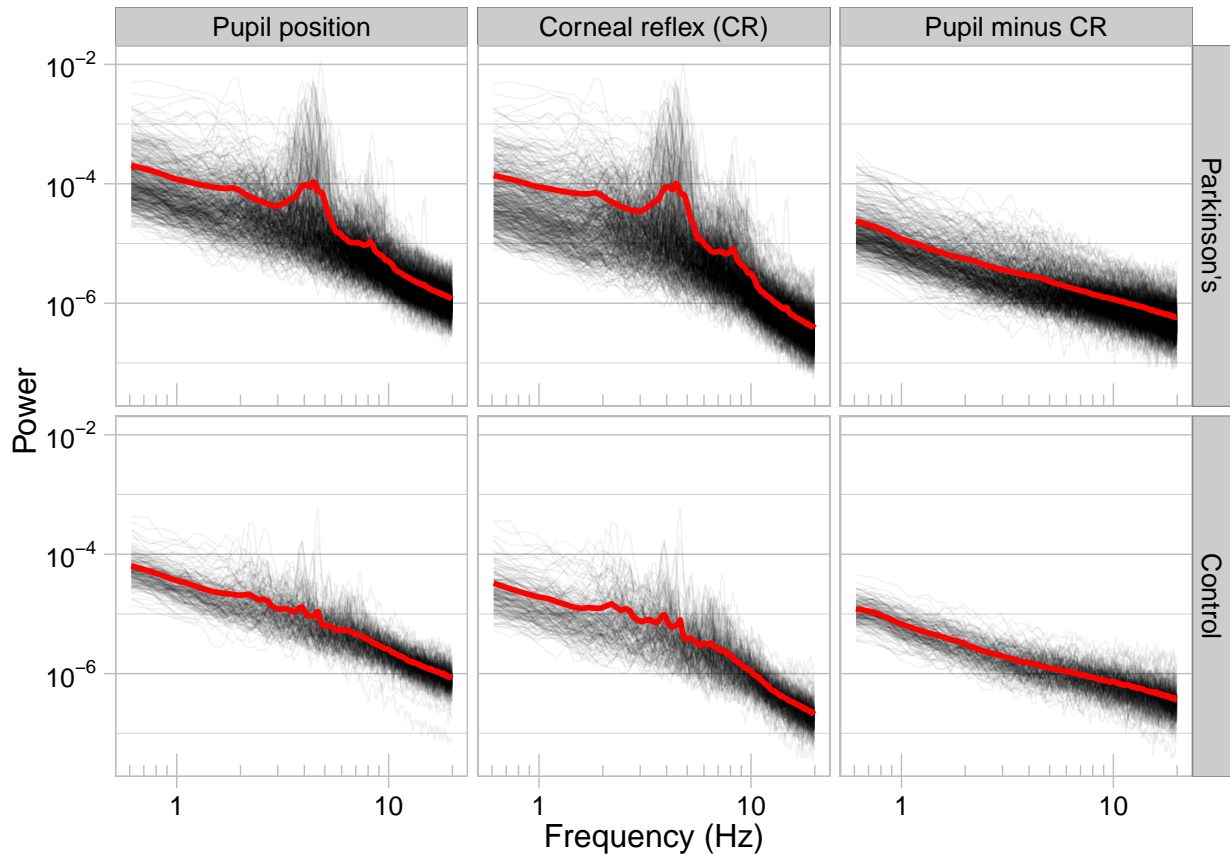 Pupil position Corneal reflex (CR) Pupil minus CR
10−2
10−4
10−6
Parkinson's
10−2
10−4
10−6
Control
Power
1 10 1 10 1 10
Frequency (Hz)